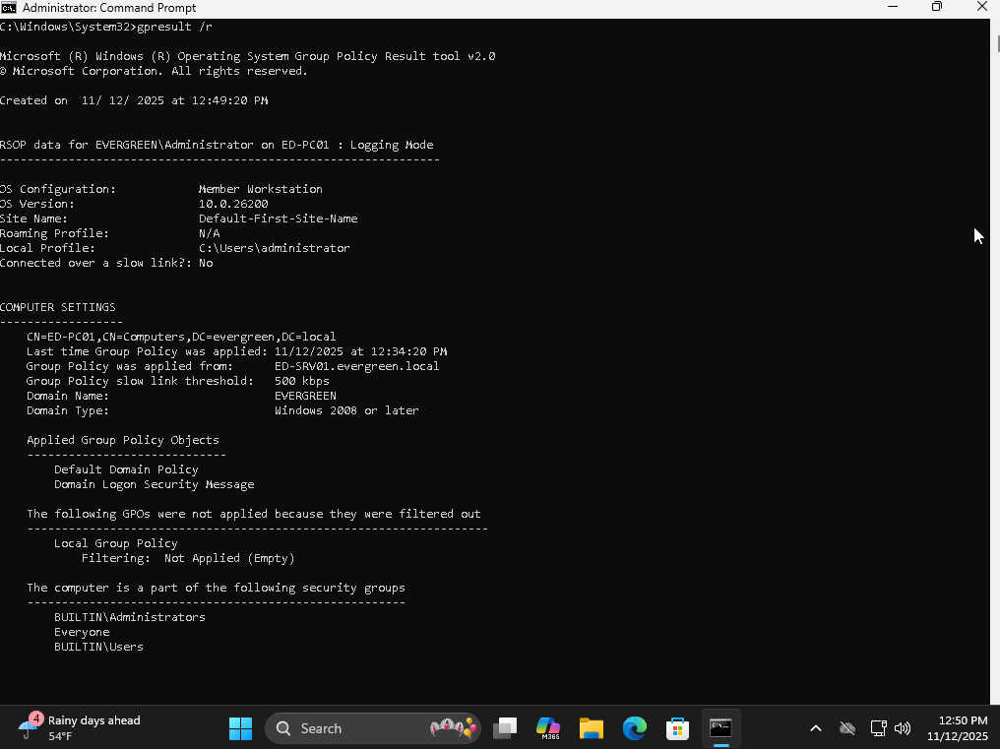 Administrator: Command Prompt
C:\Windows\System32>gpresult /r
Microsoft (R) Windows (R) Operating System Group Policy Result tool v2.0
© Microsoft Corporation. All rights reserved.
Created on 11/ 12/ 2025 at 12:49:20 PM
RSOP data for EVERGREEN\Administrator on ED-PC01 : Logging Mode
----------------------------------------------------------------
OS Configuration: Member Workstation
OS Version: 10.0.26200
Site Name: Default-First-Site-Name
Roaming Profile: N/A
Local Profile: C:\Users\administrator
Connected over a slow link?: No
COMPUTER SETTINGS
------------------
CN=ED-PC01,CN=Computers,DC=evergreen,DC=local
Last time Group Policy was applied: 11/12/2025 at 12:34:20 PM
Group Policy was applied from: ED-SRV01.evergreen.local
Group Policy slow link threshold: 500 kbps
Domain Name: EVERGREEN
Domain Type: Windows 2008 or later
Applied Group Policy Objects
-----------------------------
Default Domain Policy
Domain Logon Security Message
The following GPOs were not applied because they were filtered out
-------------------------------------------------------------------
Local Group Policy
Filtering: Not Applied (Empty)
The computer is a part of the following security groups
-------------------------------------------------------
BUILTIN\Administrators
Everyone
BUILTIN\Users
4
Rainy days ahead
54°F
Search
M365
12:50 PM
11/12/2025